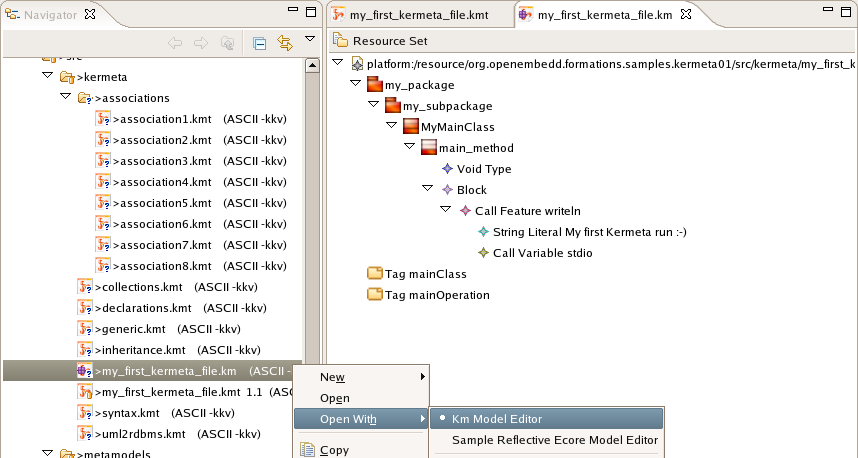 Navigator
>src
>kermeta
>associations
>association1.kmt (ASCII -kkv)
>association2.kmt (ASCII -kkv)
>association3.kmt (ASCII -kkv)
>association4.kmt (ASCII -kkv)
>association5.kmt (ASCII -kkv)
>association6.kmt (ASCII -kkv)
>association7.kmt (ASCII -kkv)
>association8.kmt (ASCII -kkv)
>collections.kmt (ASCII -kkv)
>declarations.kmt (ASCII -kkv)
>generic.kmt (ASCII -kkv)
>inheritance.kmt (ASCII -kkv)
>my_first_kermeta_file.km (ASCII -
>my_first_kermeta_file.kmt 1.1 (ASC
>syntax.kmt (ASCII -kkv)
>uml2rdbms.kmt (ASCII -kkv)
>metamodels
my_first_kermeta_file.kmt
my_first_kermeta_file.km
Resource Set
platform:/resource/org.openembedd.formations.samples.kermeta01/src/kermeta/my_first_k
my_package
my_subpackage
MyMainClass
main_method
Void Type
Block
Call Feature writeln
String Literal My first Kermeta run :-)
Call Variable stdio
Tag mainClass
Tag mainOperation
New
Open
Open With
Copy
Km Model Editor
Sample Reflective Ecore Model Editor